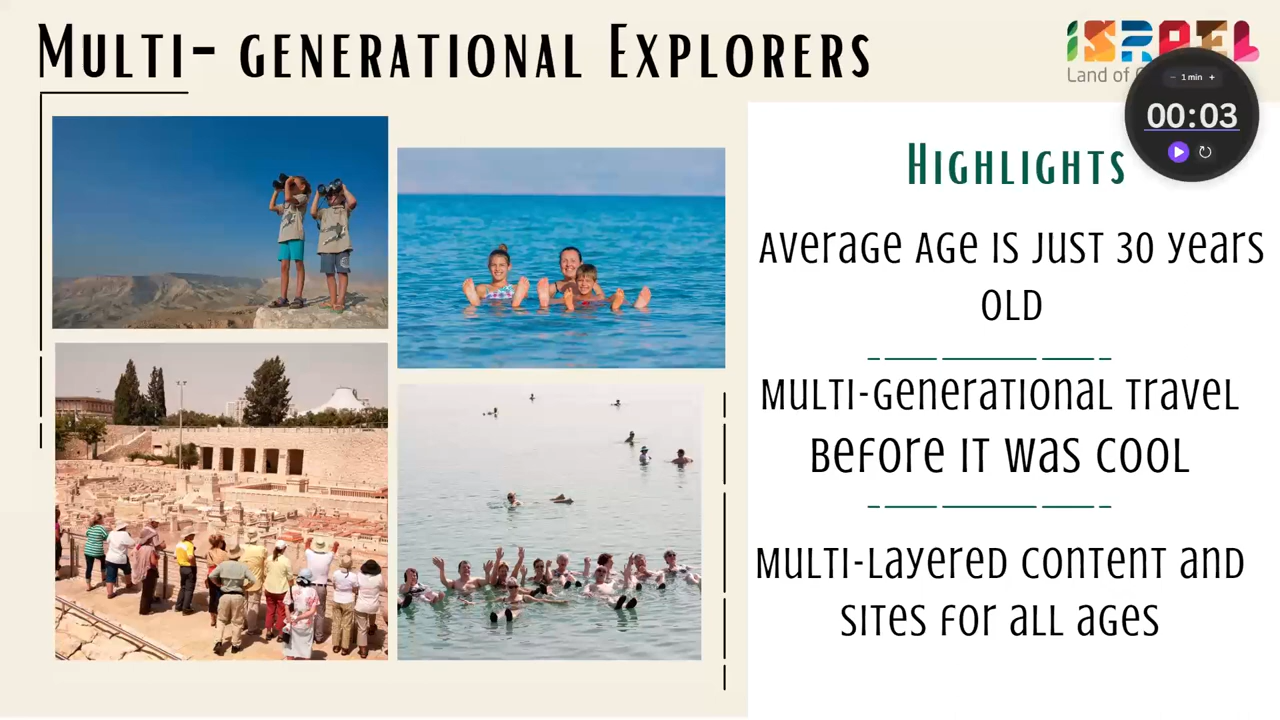 Multi- generational Explorers
ISRAEL
Land of
1 min
00:03
Highlights
Average Age is just 30 years
old
Multi-generational travel
before it was cool
Multi-layered content and
sites for all ages